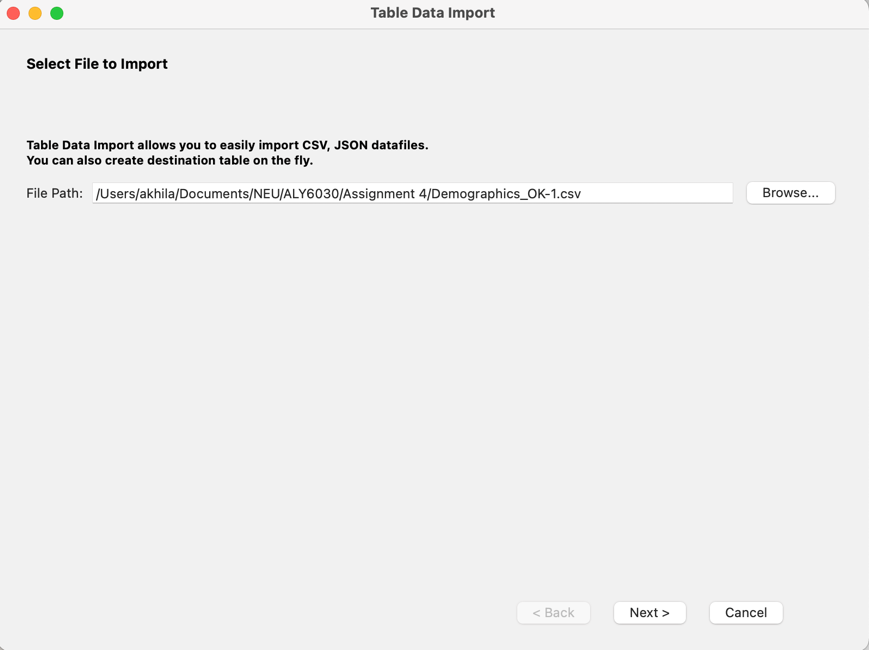 Table Data Import
Select File to Import
Table Data Import allows you to easily import CSV, JSON datafiles.
You can also create destination table on the fly.
File Path: /Users/akhila/Documents/NEU/ALY6030/Assignment 4/Demographics_OK-1.csv Browse...
< Back Next > Cancel